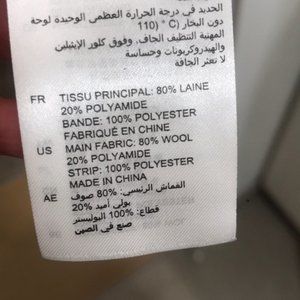 الحديد في درجة الحرارة العظمى الوحيدة لوحة
دون البخار (C ° (110
المهنية التنظيف الجاف, وفوق كلور الإيثيلين
والهيدروكربونات وحساسة
لا تعثر الجافة
FR TISSU PRINCIPAL: 80% LAINE
20% POLYAMIDE
BANDE: 100% POLYESTER
FABRIQUÉ EN CHINE
US MAIN FABRIC: 80% WOOL
20% POLYAMIDE
STRIP: 100% POLYESTER
MADE IN CHINA
AE القماش الرئيسي: 80% صوف
20% بولي أميد
قطاع: 100% البوليستر
صنع في الصين